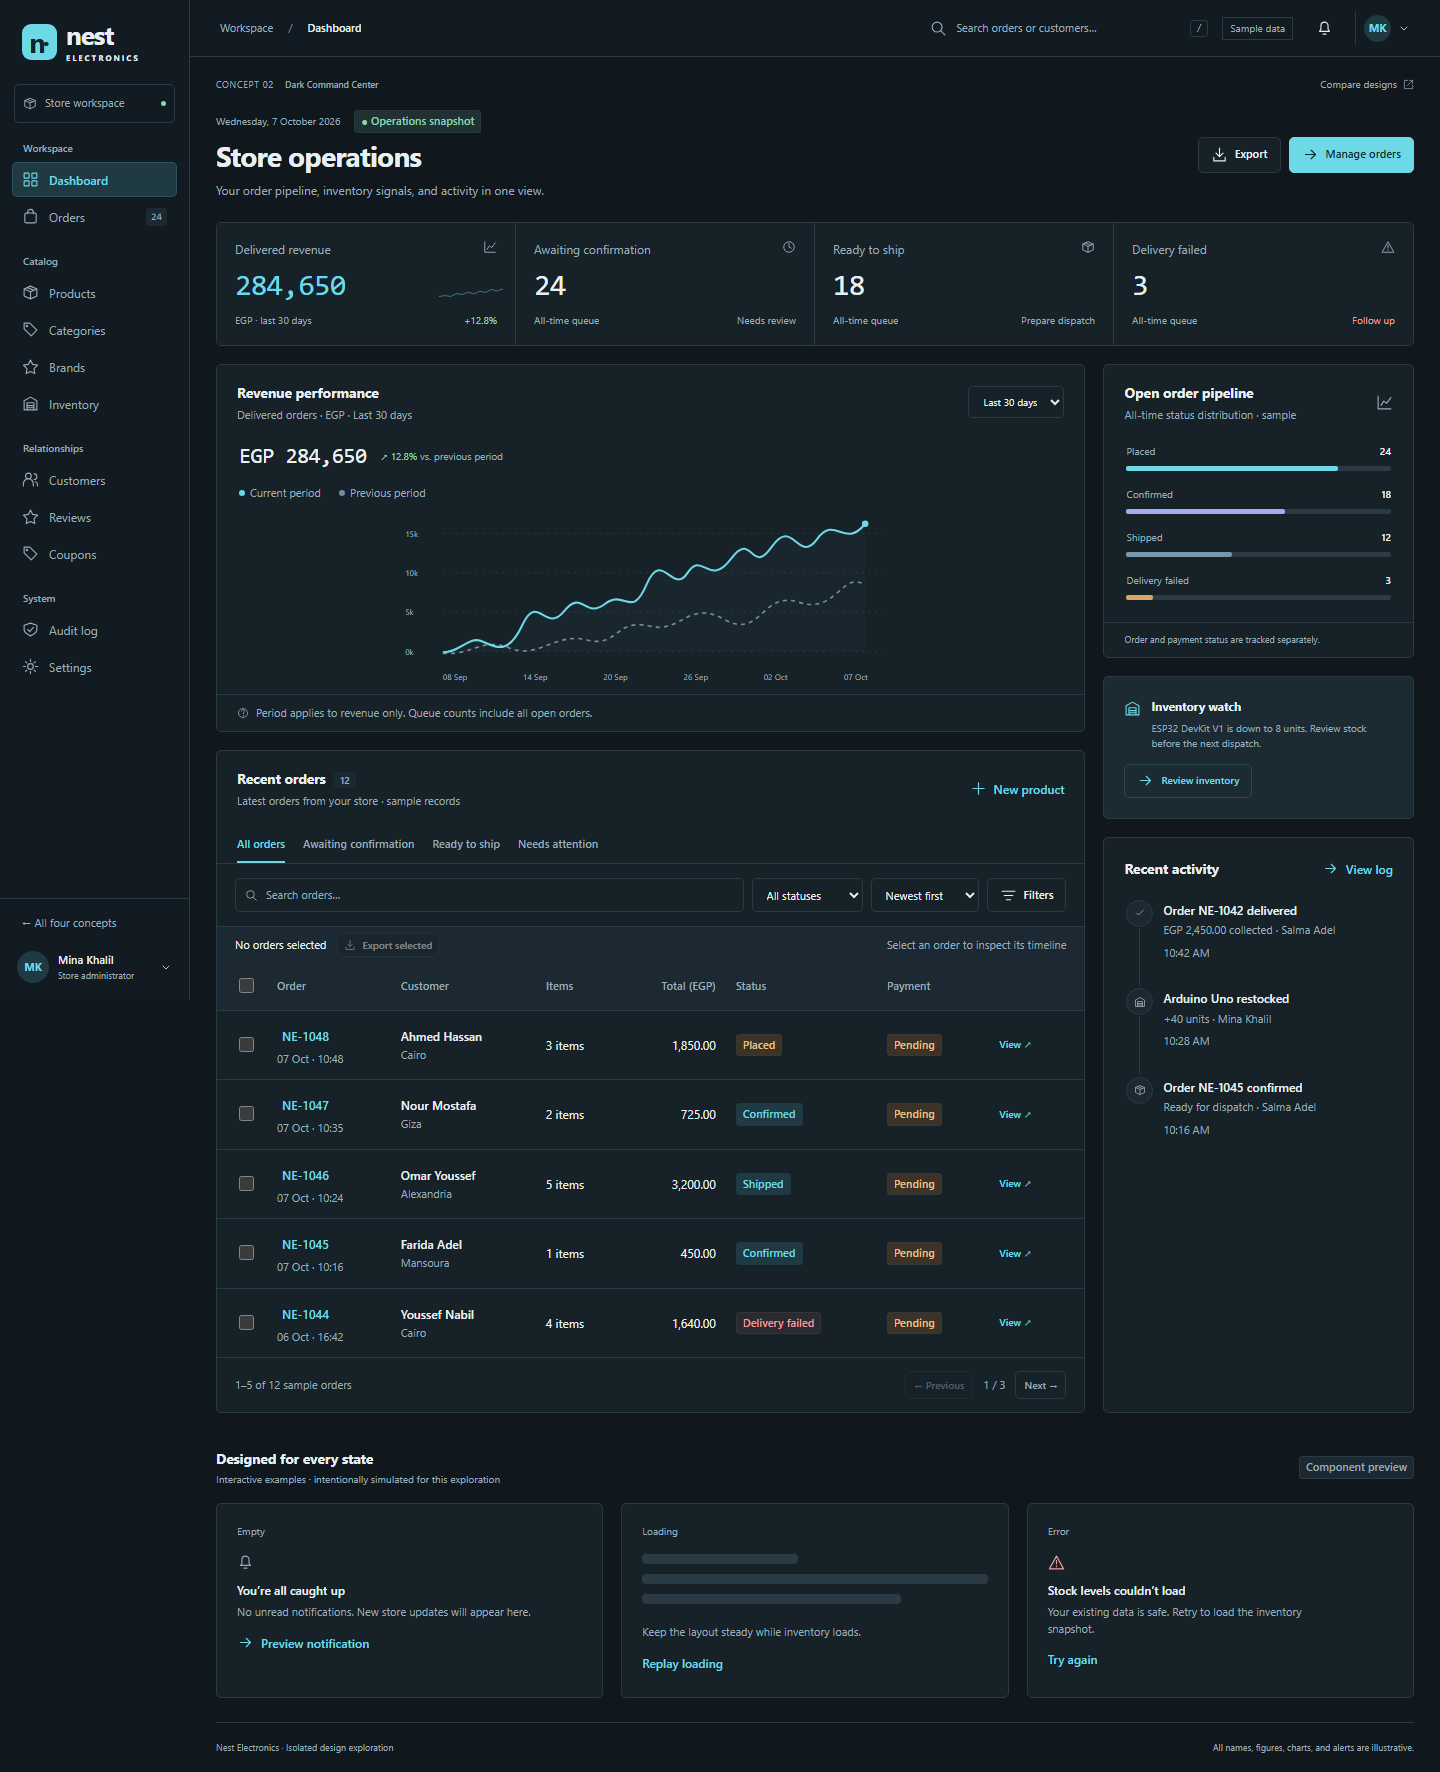 nest
ELECTRONICS
Store workspace
Workspace
Dashboard
Orders 24
Catalog
Products
Categories
Brands
Inventory
Relationships
Customers
Reviews
Coupons
System
Audit log
Settings
← All four concepts
MK Mina Khalil
Store administrator
Workspace / Dashboard
Search orders or customers...
/
Sample data
MK
CONCEPT 02 Dark Command Center
Compare designs
Wednesday, 7 October 2026 Operations snapshot
Store operations
Your order pipeline, inventory signals, and activity in one view.
Export
Manage orders
Delivered revenue
284,650
EGP · last 30 days +12.8%
Awaiting confirmation
24
All-time queue Needs review
Ready to ship
18
All-time queue Prepare dispatch
Delivery failed
3
All-time queue Follow up
Revenue performance
Delivered orders · EGP · Last 30 days
Last 30 days
EGP 284,650 ↗ 12.8% vs. previous period
Current period Previous period
15k
10k
5k
0k
08 Sep 14 Sep 20 Sep 26 Sep 02 Oct 07 Oct
Period applies to revenue only. Queue counts include all open orders.
Open order pipeline
All-time status distribution · sample
Placed 24
Confirmed 18
Shipped 12
Delivery failed 3
Order and payment status are tracked separately.
Inventory watch
ESP32 DevKit V1 is down to 8 units. Review stock
before the next dispatch.
Review inventory
Recent orders 12
Latest orders from your store · sample records
New product
All orders Awaiting confirmation Ready to ship Needs attention
Search orders...
All statuses
Newest first
Filters
No orders selected Export selected Select an order to inspect its timeline
Order Customer Items Total (EGP) Status Payment
NE-1048 Ahmed Hassan 3 items 1,850.00 Placed Pending View ↗
07 Oct · 10:48 Cairo
NE-1047 Nour Mostafa 2 items 725.00 Confirmed Pending View ↗
07 Oct · 10:35 Giza
NE-1046 Omar Youssef 5 items 3,200.00 Shipped Pending View ↗
07 Oct · 10:24 Alexandria
NE-1045 Farida Adel 1 items 450.00 Confirmed Pending View ↗
07 Oct · 10:16 Mansoura
NE-1044 Youssef Nabil 4 items 1,640.00 Delivery failed Pending View ↗
06 Oct · 16:42 Cairo
1–5 of 12 sample orders ← Previous 1 / 3 Next →
Recent activity
View log
Order NE-1042 delivered
EGP 2,450.00 collected · Salma Adel
10:42 AM
Arduino Uno restocked
+40 units · Mina Khalil
10:28 AM
Order NE-1045 confirmed
Ready for dispatch · Salma Adel
10:16 AM
Designed for every state
Interactive examples · intentionally simulated for this exploration
Component preview
Empty
You're all caught up
No unread notifications. New store updates will appear here.
Preview notification
Loading
Keep the layout steady while inventory loads.
Replay loading
Error
Stock levels couldn't load
Your existing data is safe. Retry to load the inventory
snapshot.
Try again
Nest Electronics · Isolated design exploration
All names, figures, charts, and alerts are illustrative.